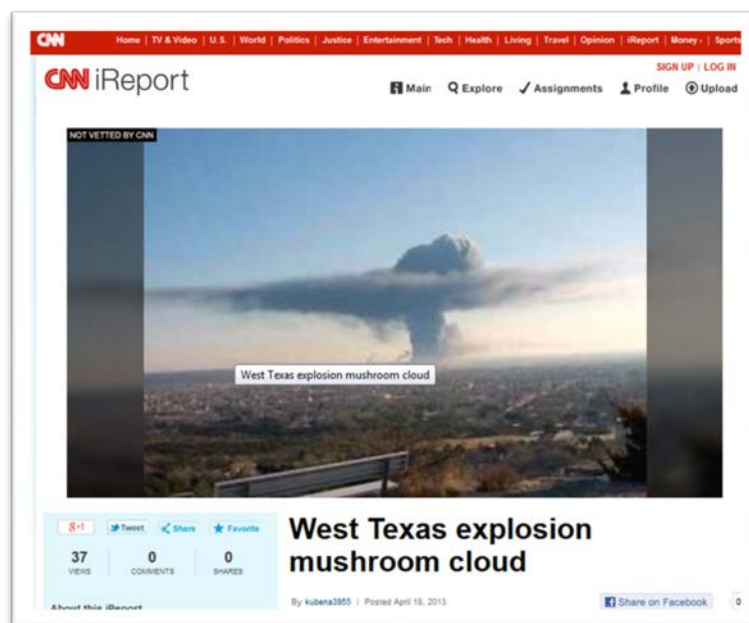 CNN Home | TV & Video | U.S. | World | Politics | Justice | Entertainment | Tech | Health | Living | Travel | Opinion | iReport | Money | Sports
SIGN UP | LOG IN
CNN iReport Main Explore Assignments Profile Upload
NOT VETTED BY CNN
West Texas explosion mushroom cloud
g+1 Tweet Share Favorite
37 0 0
VIEWS COMMENTS SHARES
About this iReport
West Texas explosion
mushroom cloud
By kubena3955 | Posted April 18, 2013
Share on Facebook 0